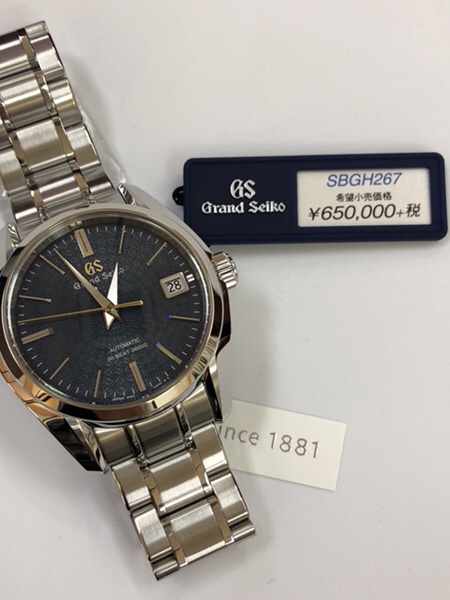 GS
Grand Seiko
SBGH267
希望小売価格
¥650,000+税
GS
Grand Seiko
28
AUTOMATIC
HI-BEAT 36000
nce 1881